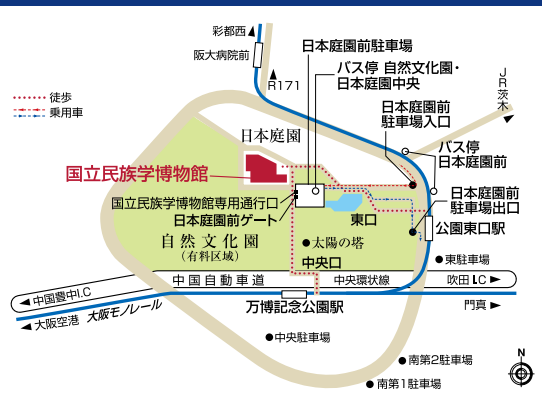 彩都西
阪大病院前
R171
日本庭園前駐車場
バス停 自然文化園・
日本庭園中央
JR茨木
徒歩
乗用車
日本庭園前
駐車場入口
日本庭園
バス停
日本庭園前
国立民族学博物館
国立民族学博物館専用通行口
日本庭園前ゲート
日本庭園前
駐車場出口
東口
公園東口駅
自然文化園
(有料区域)
太陽の塔
中央口
東駐車場
中国自動車道
中央環状線
吹田I.C
中国豊中I.C
大阪空港
大阪モノレール
万博記念公園駅
門真
中央駐車場
南第2駐車場
南第1駐車場
N